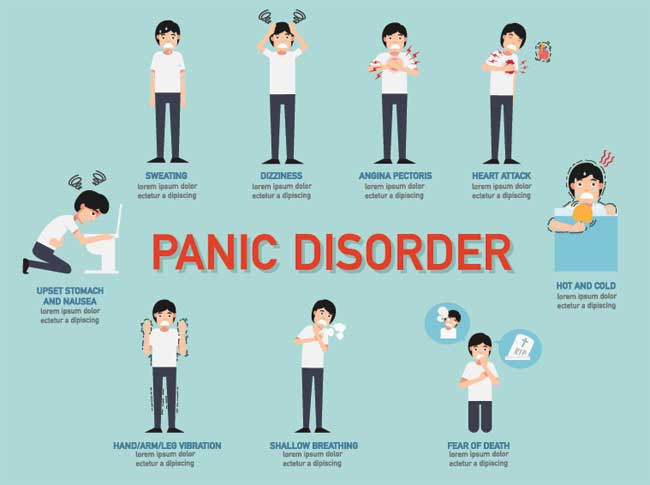 SWEATING
lorem ipsum dolor
ectetur a dipiscing
DIZZINESS
lorem ipsum dolor
ectetur a dipiscing
ANGINA PECTORIS
lorem ipsum dolor
ectetur a dipiscing
HEART ATTACK
lorem ipsum dolor
ectetur a dipiscing
PANIC DISORDER
UPSET STOMACH
AND NAUSEA
lorem ipsum dolor
ectetur a dipiscing
HOT AND COLD
lorem ipsum dolor
ectetur a dipiscing
HAND/ARM/LEG VIBRATION
lorem ipsum dolor
ectetur a dipiscing
SHALLOW BREATHING
lorem ipsum dolor
ectetur a dipiscing
RIP
FEAR OF DEATH
lorem ipsum dolor
ectetur a dipiscing